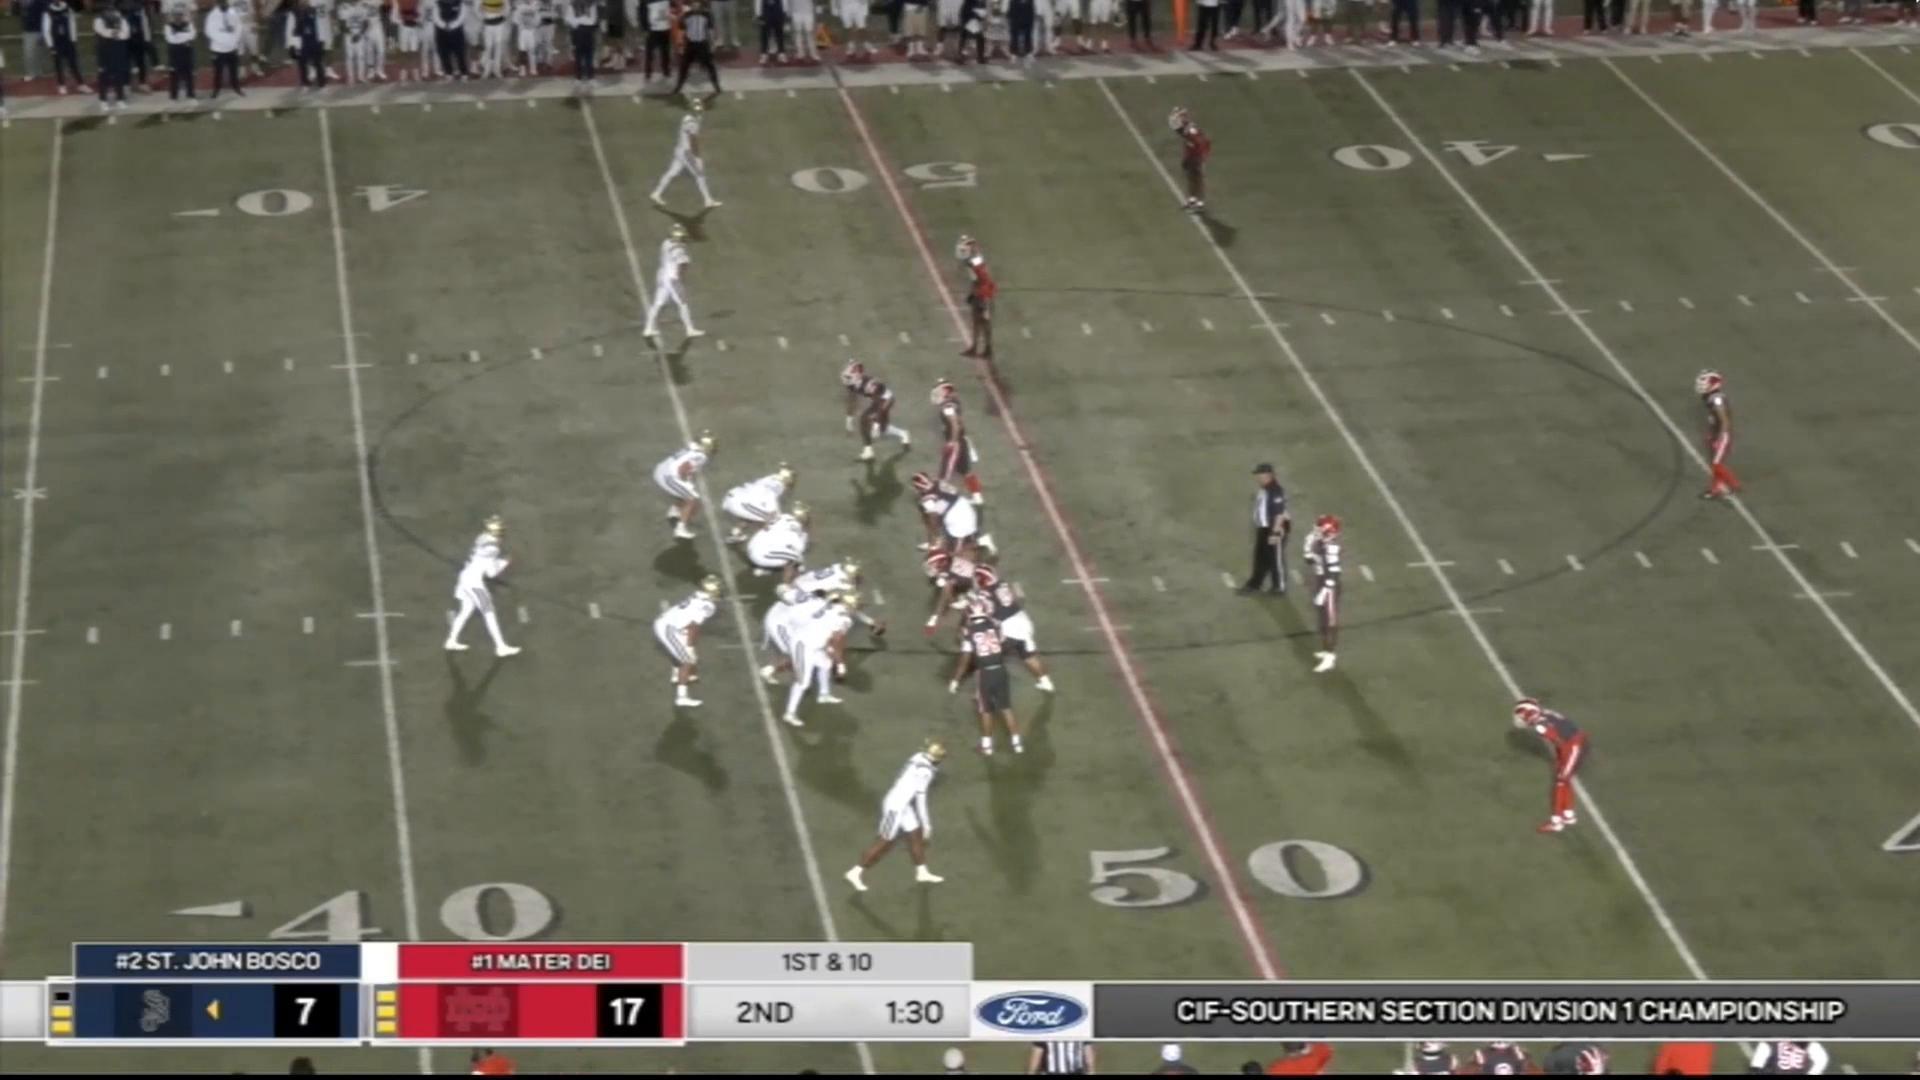 40
50
40
40
50
#2 ST. JOHN BOSCO
#1 MATER DEI
1ST & 10
7
17
2ND
1:30
Ford
CIF-SOUTHERN SECTION DIVISION 1 CHAMPIONSHIP